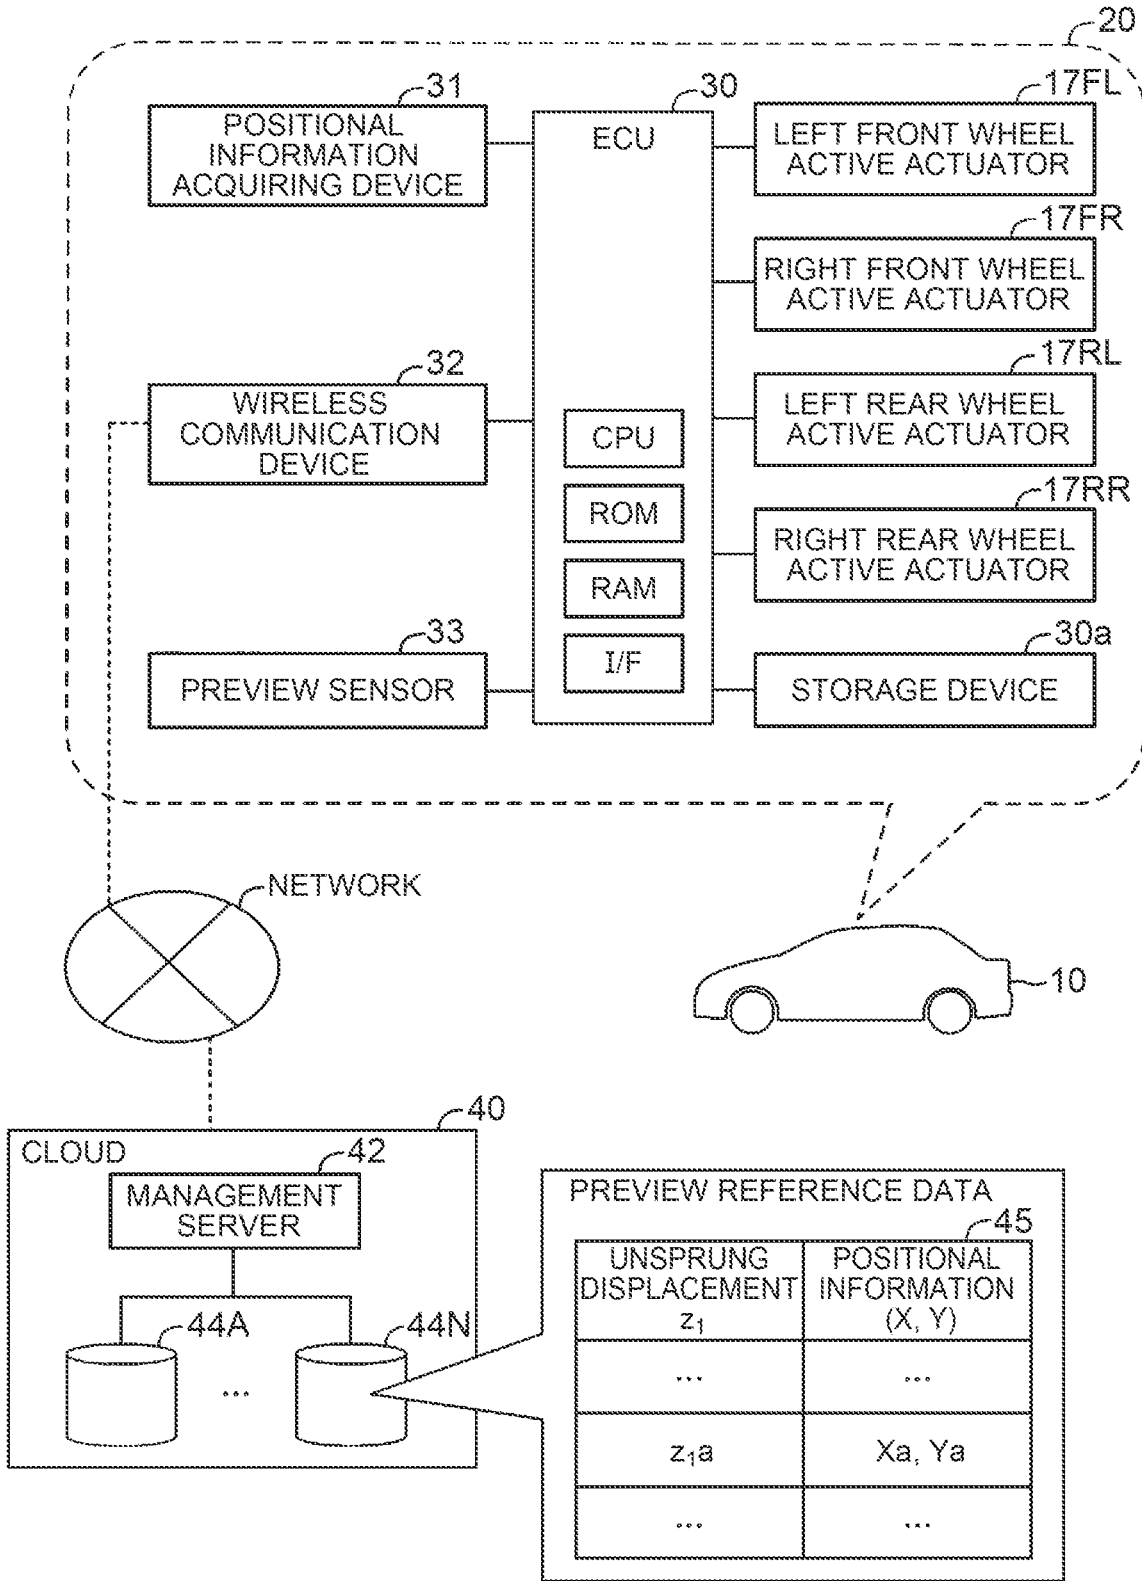 20
31
POSITIONAL
INFORMATION
ACQUIRING DEVICE
30
ECU
17FL
LEFT FRONT WHEEL
ACTIVE ACTUATOR
17FR
RIGHT FRONT WHEEL
ACTIVE ACTUATOR
32
WIRELESS
COMMUNICATION
DEVICE
17RL
LEFT REAR WHEEL
ACTIVE ACTUATOR
CPU
ROM
RAM
I/F
17RR
RIGHT REAR WHEEL
ACTIVE ACTUATOR
33
PREVIEW SENSOR
30a
STORAGE DEVICE
NETWORK
10
40
CLOUD
42
MANAGEMENT
SERVER
44A
...
44N
PREVIEW REFERENCE DATA
45
UNSPRUNG
DISPLACEMENT
z₁
POSITIONAL
INFORMATION
(X, Y)
...
...
z₁a
Xa, Ya
...
...